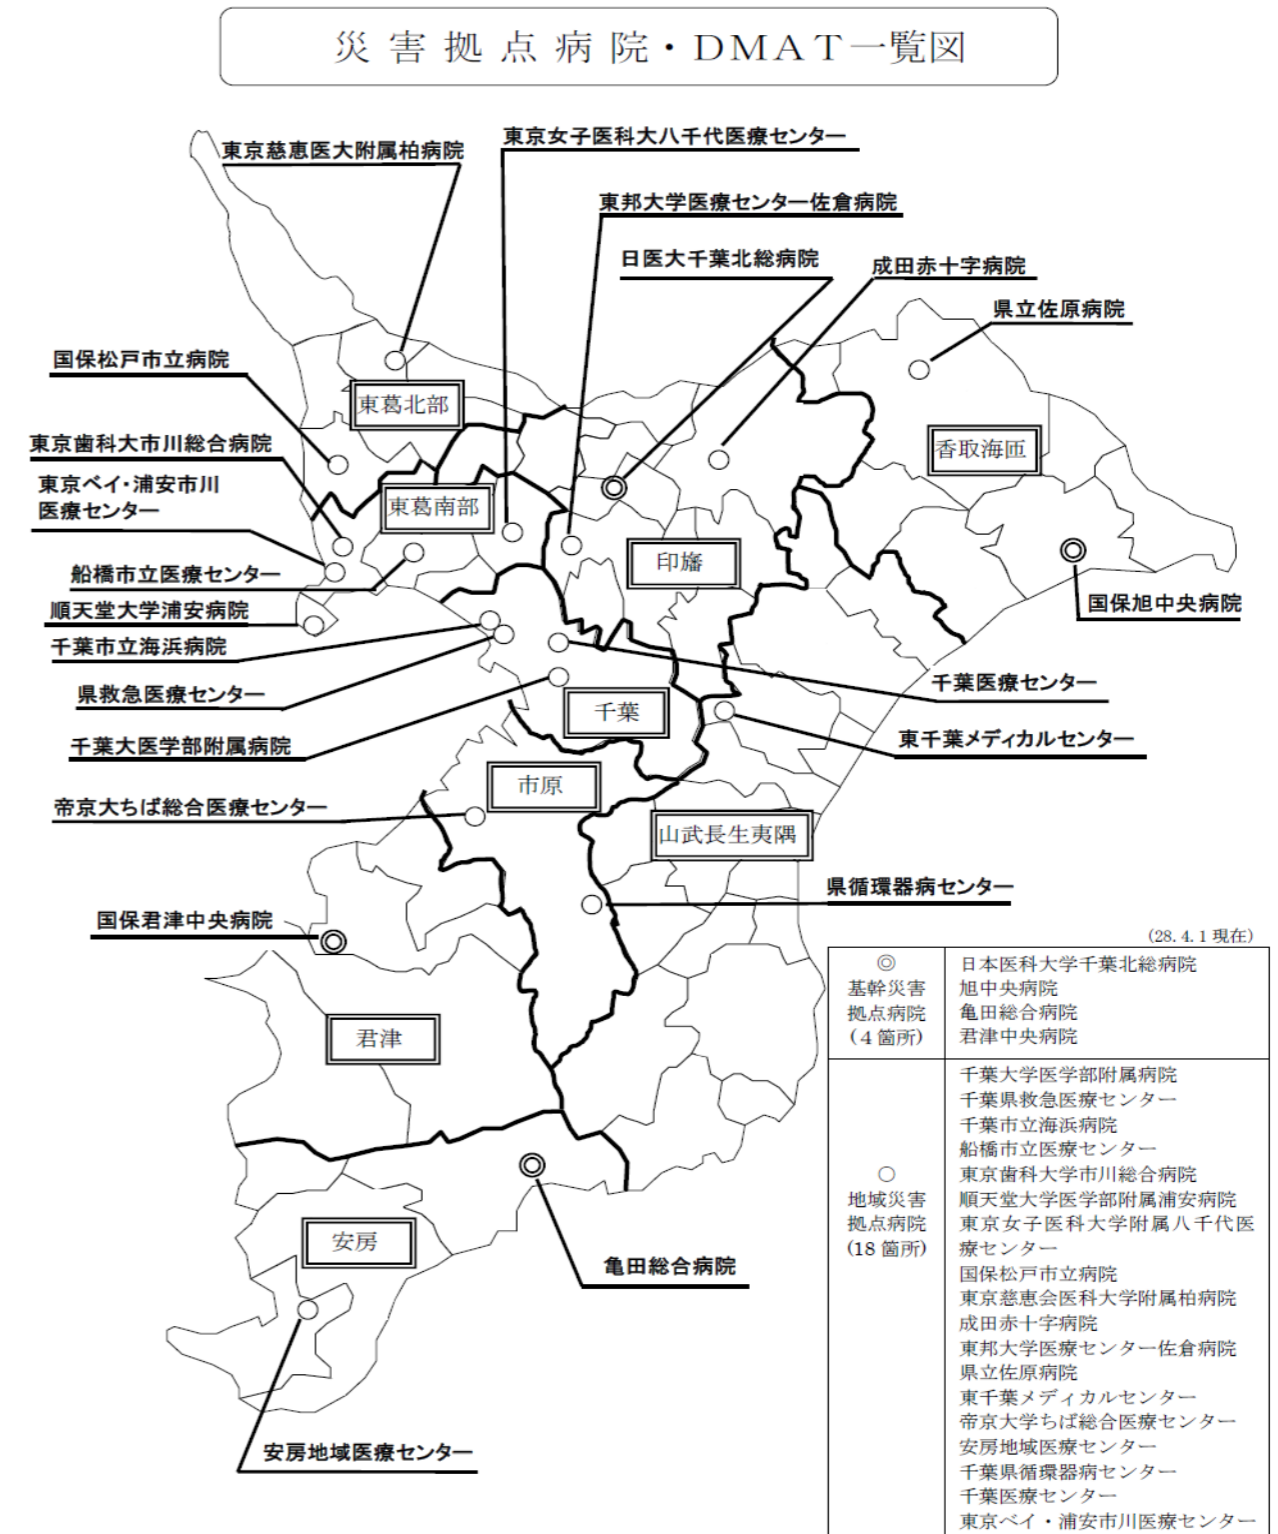 災害拠点病院・DMAT一覧図
東京慈恵医大附属柏病院
東京女子医科大八千代医療センター
東邦大学医療センター佐倉病院
日医大千葉北総病院
成田赤十字病院
県立佐原病院
国保松戸市立病院
東葛北部
東京歯科大市川総合病院
香取海匝
東京ベイ・浦安市川
医療センター
東葛南部
印旛
船橋市立医療センター
順天堂大学浦安病院
国保旭中央病院
千葉市立海浜病院
県救急医療センター
千葉医療センター
千葉
千葉大医学部附属病院
東千葉メディカルセンター
市原
帝京大ちば総合医療センター
山武長生夷隅
県循環器病センター
国保君津中央病院
君津
安房
亀田総合病院
安房地域医療センター
(28.4.1現在)
◎
基幹災害
拠点病院
(4箇所)
日本医科大学千葉北総病院
旭中央病院
亀田総合病院
君津中央病院
○
地域災害
拠点病院
(18箇所)
千葉大学医学部附属病院
千葉県救急医療センター
千葉市立海浜病院
船橋市立医療センター
東京歯科大学市川総合病院
順天堂大学医学部附属浦安病院
東京女子医科大学附属八千代医
療センター
国保松戸市立病院
東京慈恵会医科大学附属柏病院
成田赤十字病院
東邦大学医療センター佐倉病院
県立佐原病院
東千葉メディカルセンター
帝京大学ちば総合医療センター
安房地域医療センター
千葉県循環器病センター
千葉医療センター
東京ベイ・浦安市川医療センター